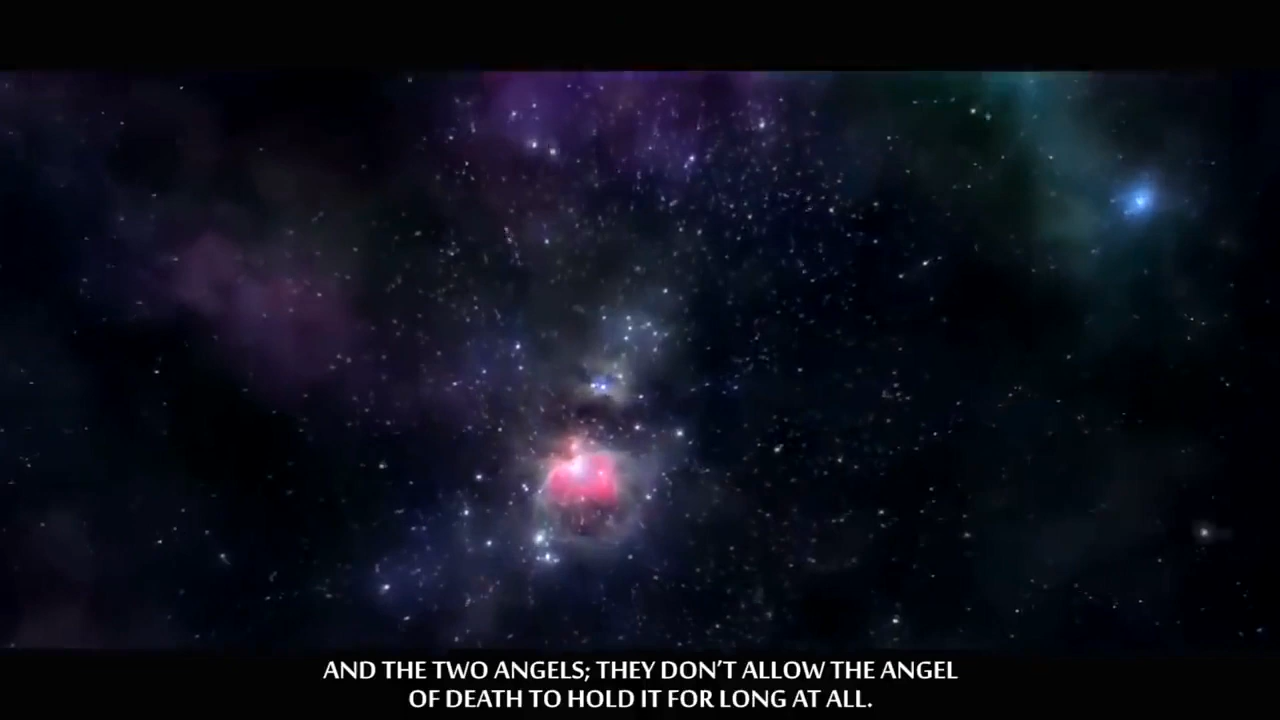 AND THE TWO ANGELS; THEY DON'T ALLOW THE ANGEL
OF DEATH TO HOLD IT FOR LONG AT ALL.